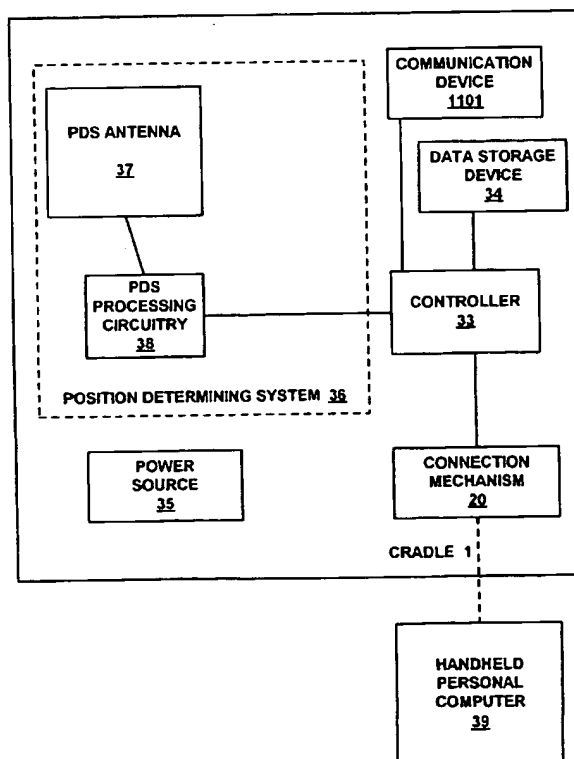 COMMUNICATION
DEVICE
1101
PDS ANTENNA
37
DATA STORAGE
DEVICE
34
PDS
PROCESSING
CIRCUITRY
38
CONTROLLER
33
POSITION DETERMINING SYSTEM 36
POWER
SOURCE
35
CONNECTION
MECHANISM
20
CRADLE 1
HANDHELD
PERSONAL
COMPUTER
39